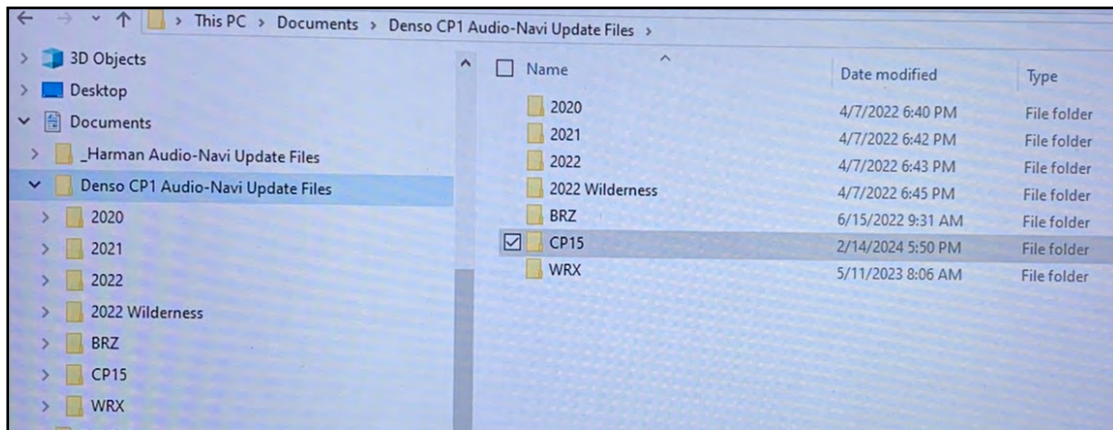 This PC > Documents > Denso CP1 Audio-Navi Update Files >
3D Objects
Desktop
Documents
_Harman Audio-Navi Update Files
Denso CP1 Audio-Navi Update Files
2020
2021
2022
2022 Wilderness
BRZ
CP15
WRX
Name Date modified Type
2020 4/7/2022 6:40 PM File folder
2021 4/7/2022 6:42 PM File folder
2022 4/7/2022 6:43 PM File folder
2022 Wilderness 4/7/2022 6:45 PM File folder
BRZ 6/15/2022 9:31 AM File folder
CP15 2/14/2024 5:50 PM File folder
WRX 5/11/2023 8:06 AM File folder